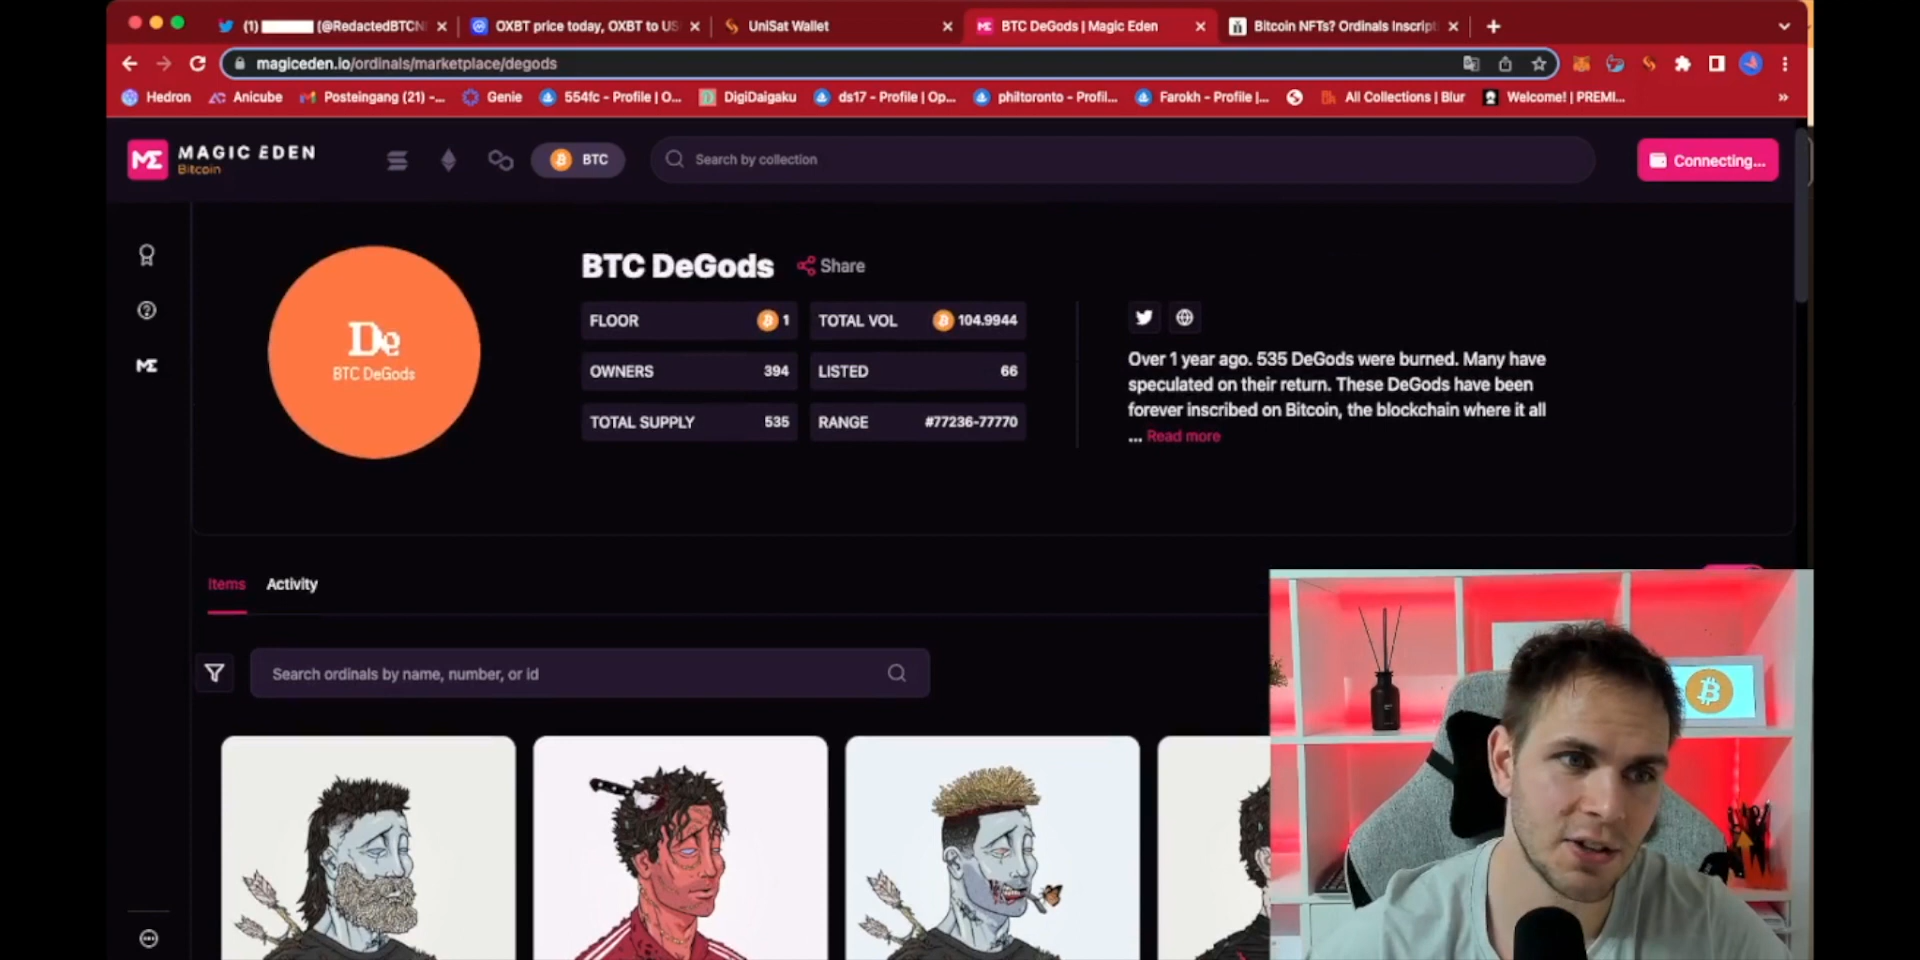 (1) (@RedactedBTCN
OXBT price today, OXBT to US
UniSat Wallet
BTC DeGods | Magic Eden
Bitcoin NFTs? Ordinals Inscript
magiceden.io/ordinals/marketplace/degods
Hedron
Anicube
Posteingang (21) -...
Genie
554fc - Profile | O...
DigiDaigaku
ds17 - Profile | Op...
philtoronto - Profil...
Farokh - Profile |...
All Collections | Blur
Welcome! | PREMI...
ME MAGIC EDEN
Bitcoin
BTC
Search by collection
Connecting...
De
BTC DeGods
BTC DeGods
Share
FLOOR 1
TOTAL VOL 104.9944
OWNERS 394
LISTED 66
TOTAL SUPPLY 535
RANGE #77236-77770
Over 1 year ago. 535 DeGods were burned. Many have
speculated on their return. These DeGods have been
forever inscribed on Bitcoin, the blockchain where it all
... Read more
ME
Items
Activity
Search ordinals by name, number, or id